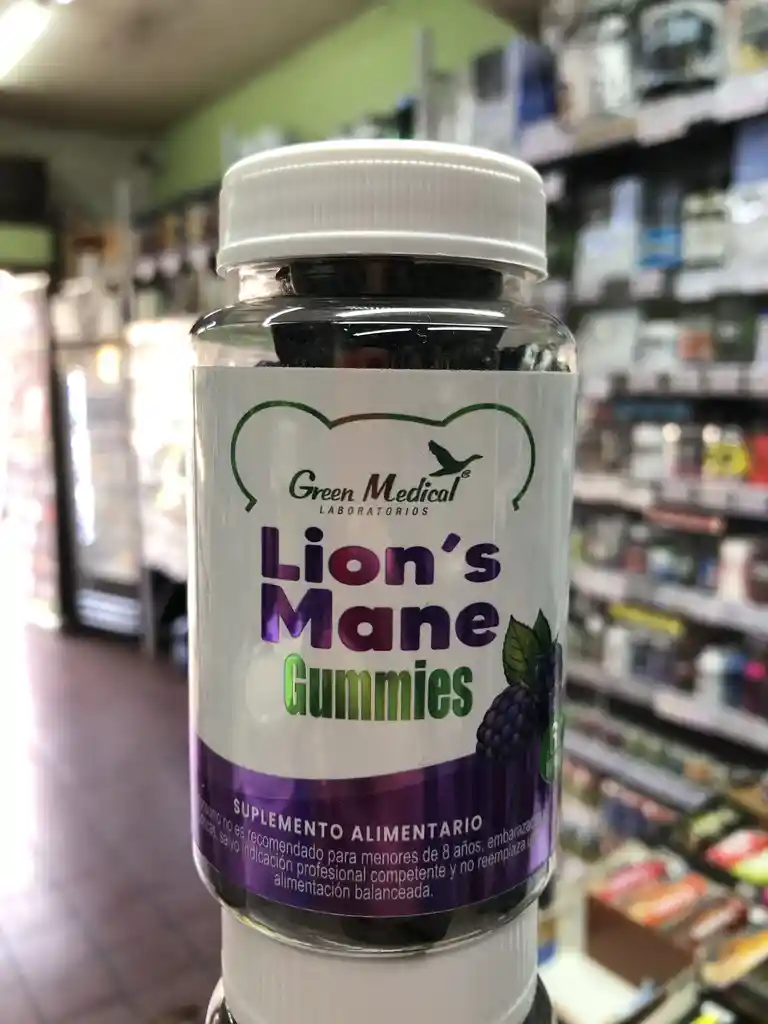 Green Medical
LABORATORIOS
Lion's
Mane
Gummies
SUPLEMENTO ALIMENTARIO
no es recomendado para menores de 8 años,
salvo indicación profesional competente y no reemplaza
alimentación balanceada.